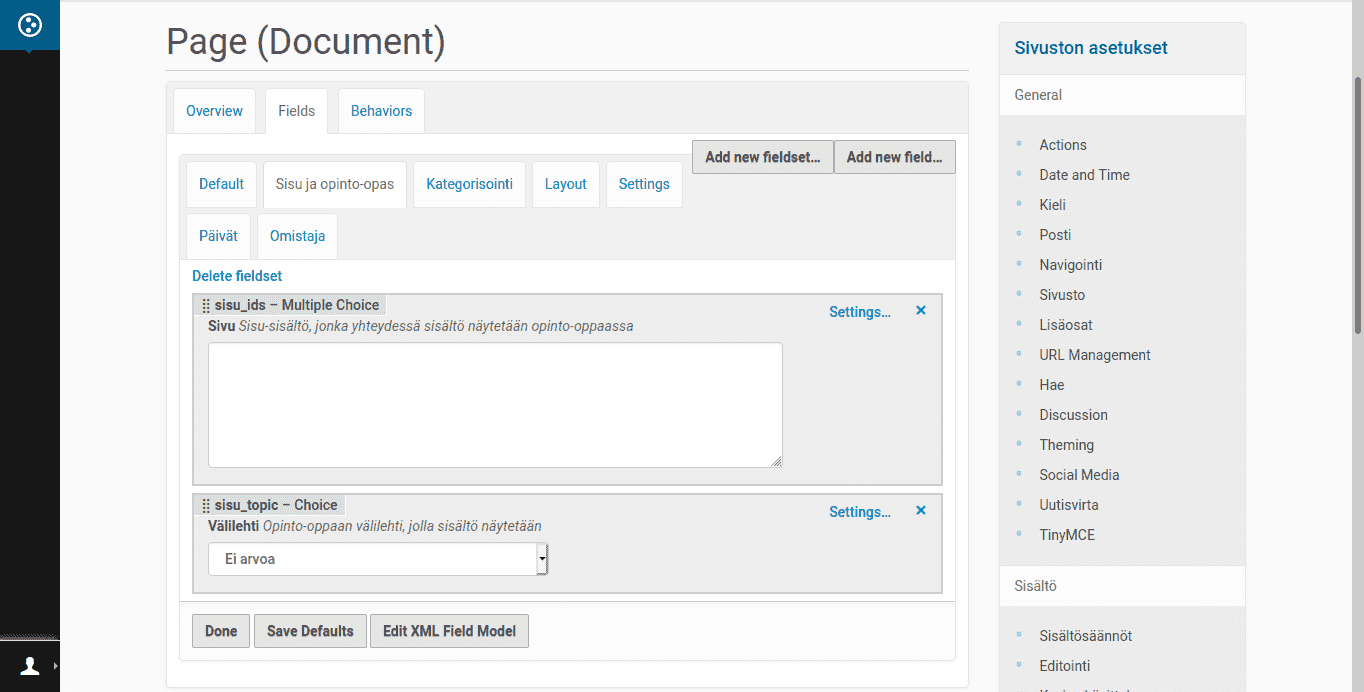 Page (Document)
Overview
Fields
Behaviors
Add new fieldset...
Add new field...
Default
Sisu ja opinto-opas
Kategorisointi
Layout
Settings
Päivät
Omistaja
Delete fieldset
sisu_ids – Multiple Choice
Settings...
Sivu Sisu-sisältö, jonka yhteydessä sisältö näytetään opinto-oppaassa
sisu_topic – Choice
Settings...
Välilehti Opinto-oppaan välilehti, jolla sisältö näytetään
Ei arvoa
Done
Save Defaults
Edit XML Field Model
Sivuston asetukset
General
Actions
Date and Time
Kieli
Posti
Navigointi
Sivusto
Lisäosat
URL Management
Hae
Discussion
Theming
Social Media
Uutisvirta
TinyMCE
Sisältö
Sisältösäännöt
Editointi